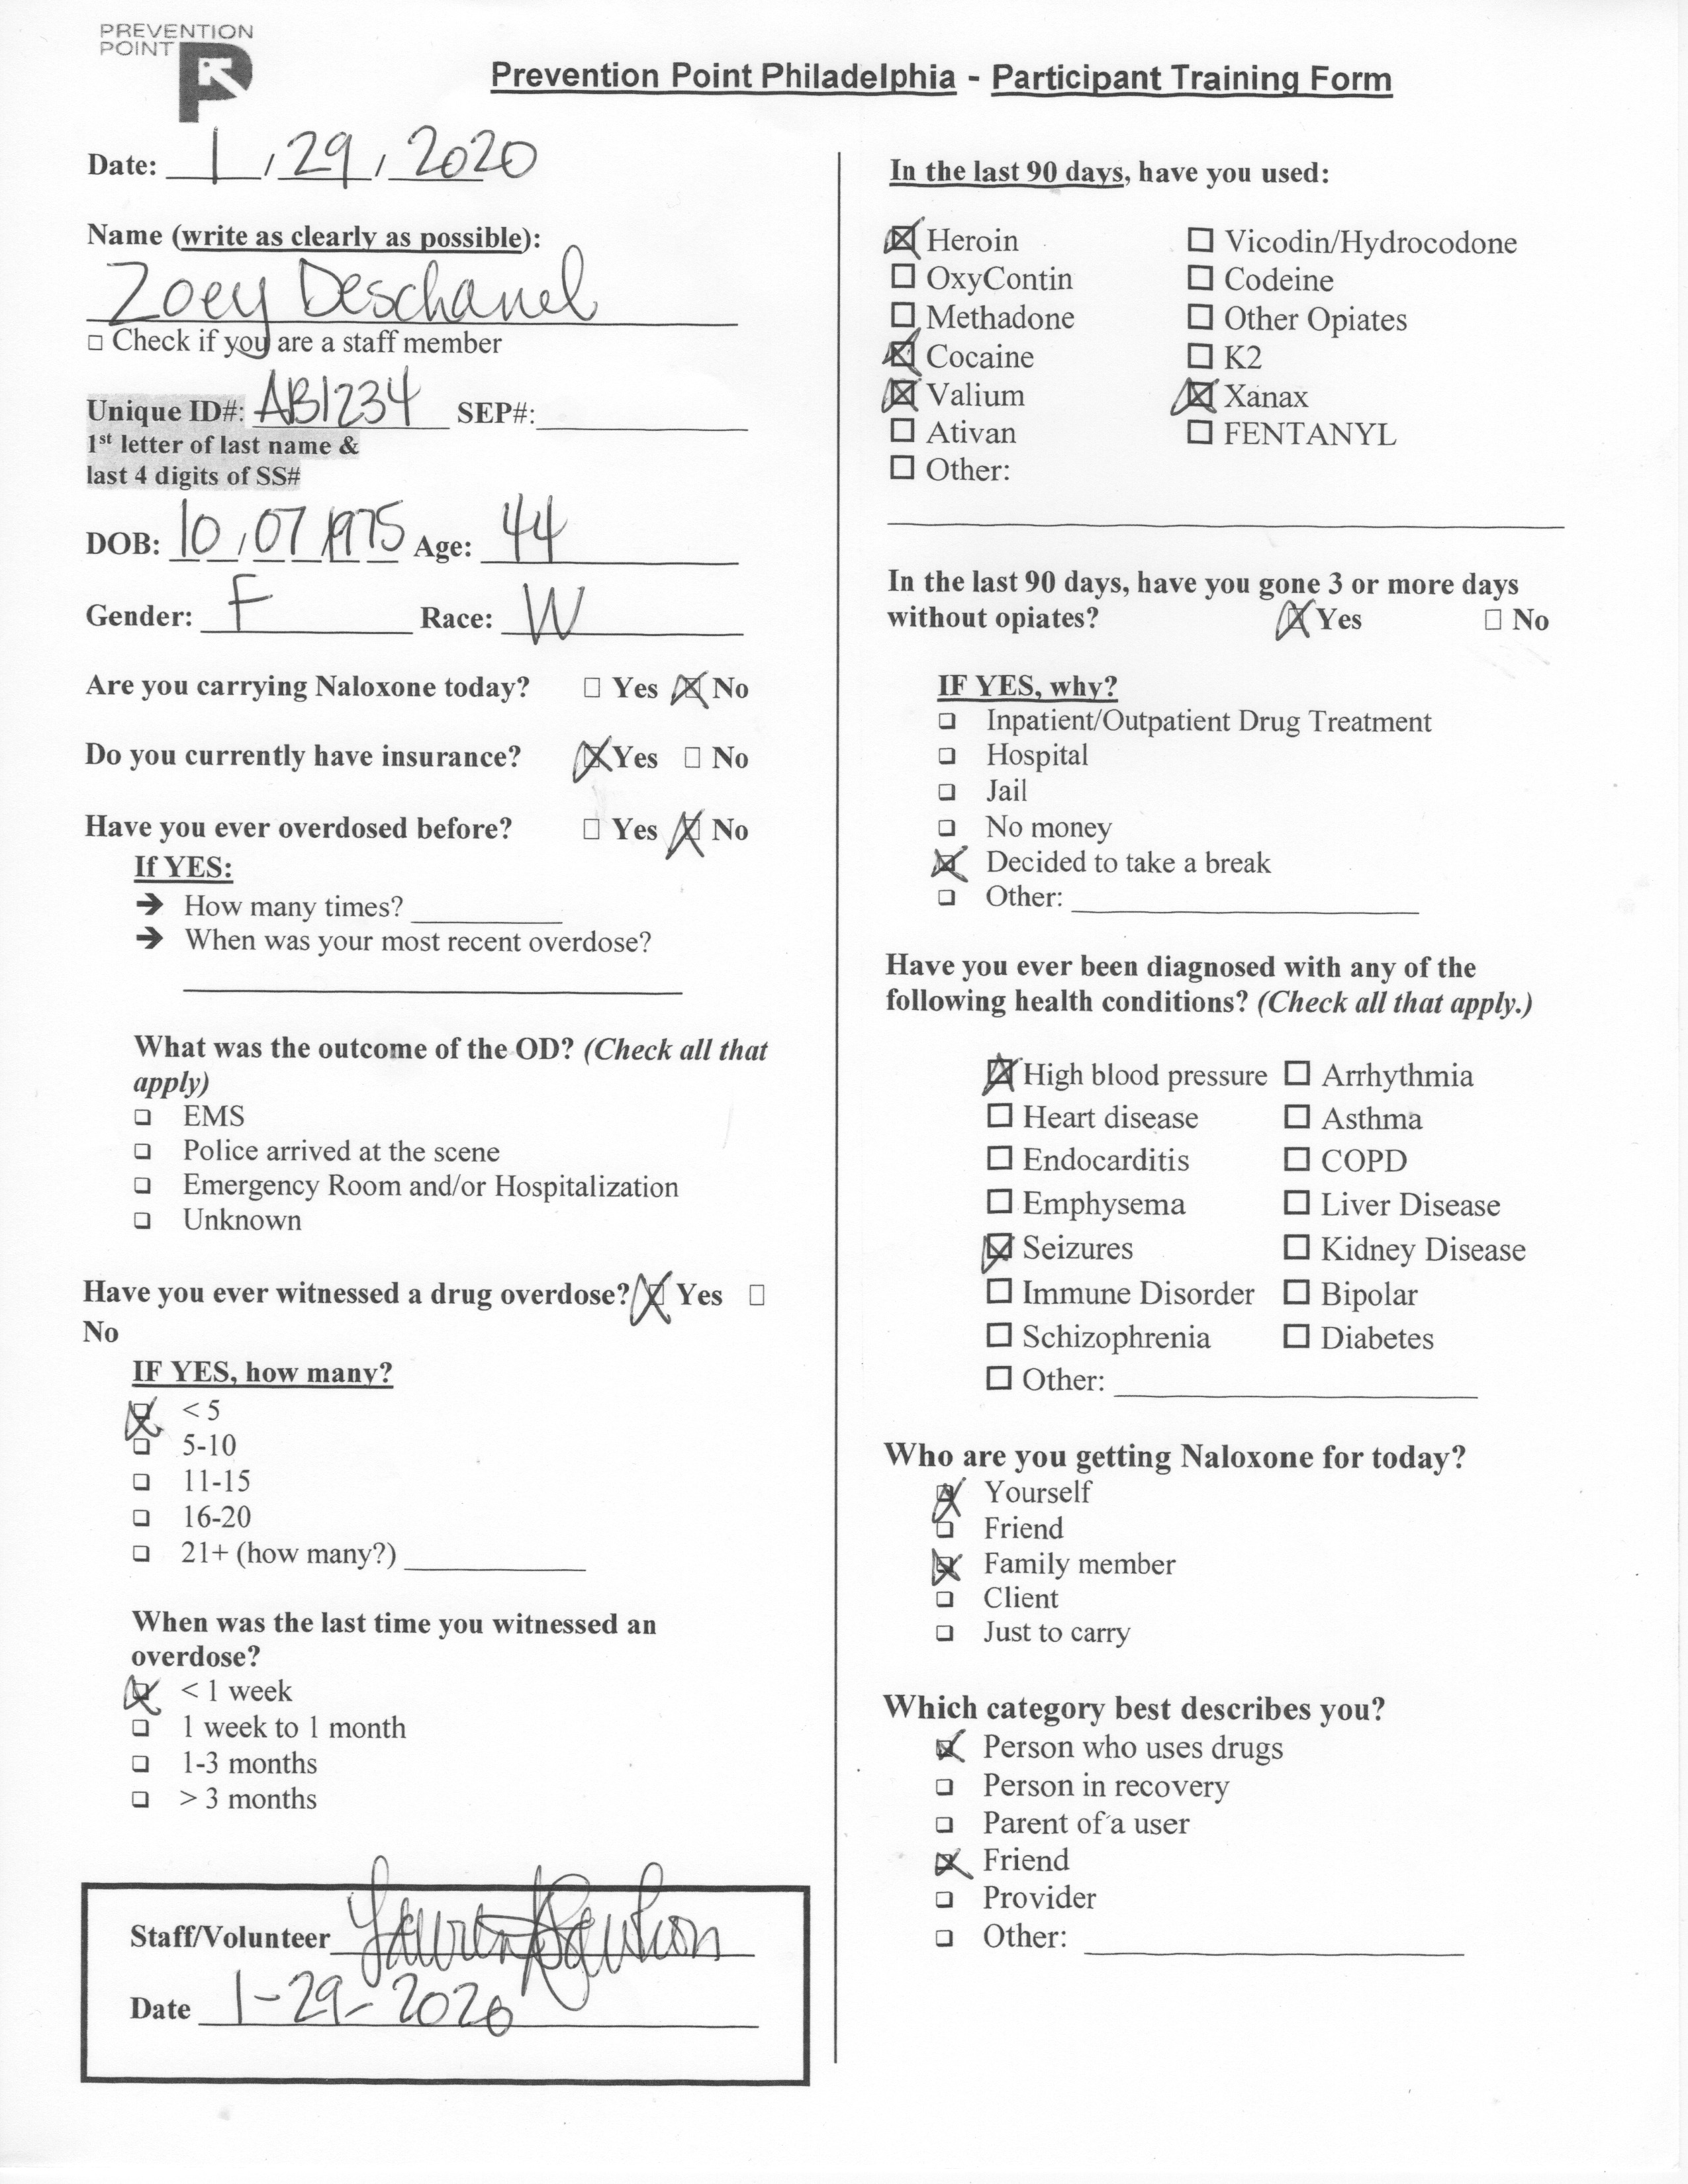 PREVENTION
POINT
Prevention Point Philadelphia - Participant Training Form
Date: 1 / 29 / 2020
Name (write as clearly as possible):
Zoey Deschanel
□ Check if you are a staff member
Unique ID#: AB1234 SEP#:
1st letter of last name &
last 4 digits of SS#
DOB: 10 / 07 / 1975 Age: 44
Gender: F Race: W
Are you carrying Naloxone today? □ Yes ☒ No
Do you currently have insurance? ☒ Yes □ No
Have you ever overdosed before? □ Yes ☒ No
If YES:
➔ How many times?
➔ When was your most recent overdose?
What was the outcome of the OD? (Check all that
apply)
□ EMS
□ Police arrived at the scene
□ Emergency Room and/or Hospitalization
□ Unknown
Have you ever witnessed a drug overdose? ☒ Yes □
No
IF YES, how many?
☒ < 5
□ 5-10
□ 11-15
□ 16-20
□ 21+ (how many?)
When was the last time you witnessed an
overdose?
☒ < 1 week
□ 1 week to 1 month
□ 1-3 months
□ > 3 months
Staff/Volunteer
Date 1-29-2020
In the last 90 days, have you used:
☒ Heroin □ Vicodin/Hydrocodone
□ OxyContin □ Codeine
□ Methadone □ Other Opiates
☒ Cocaine □ K2
☒ Valium ☒ Xanax
□ Ativan □ FENTANYL
□ Other:
In the last 90 days, have you gone 3 or more days
without opiates? ☒ Yes □ No
IF YES, why?
□ Inpatient/Outpatient Drug Treatment
□ Hospital
□ Jail
□ No money
☒ Decided to take a break
□ Other:
Have you ever been diagnosed with any of the
following health conditions? (Check all that apply.)
☒ High blood pressure □ Arrhythmia
□ Heart disease □ Asthma
□ Endocarditis □ COPD
□ Emphysema □ Liver Disease
☒ Seizures □ Kidney Disease
□ Immune Disorder □ Bipolar
□ Schizophrenia □ Diabetes
□ Other:
Who are you getting Naloxone for today?
☒ Yourself
□ Friend
☒ Family member
□ Client
□ Just to carry
Which category best describes you?
☒ Person who uses drugs
□ Person in recovery
□ Parent of a user
☒ Friend
□ Provider
□ Other: